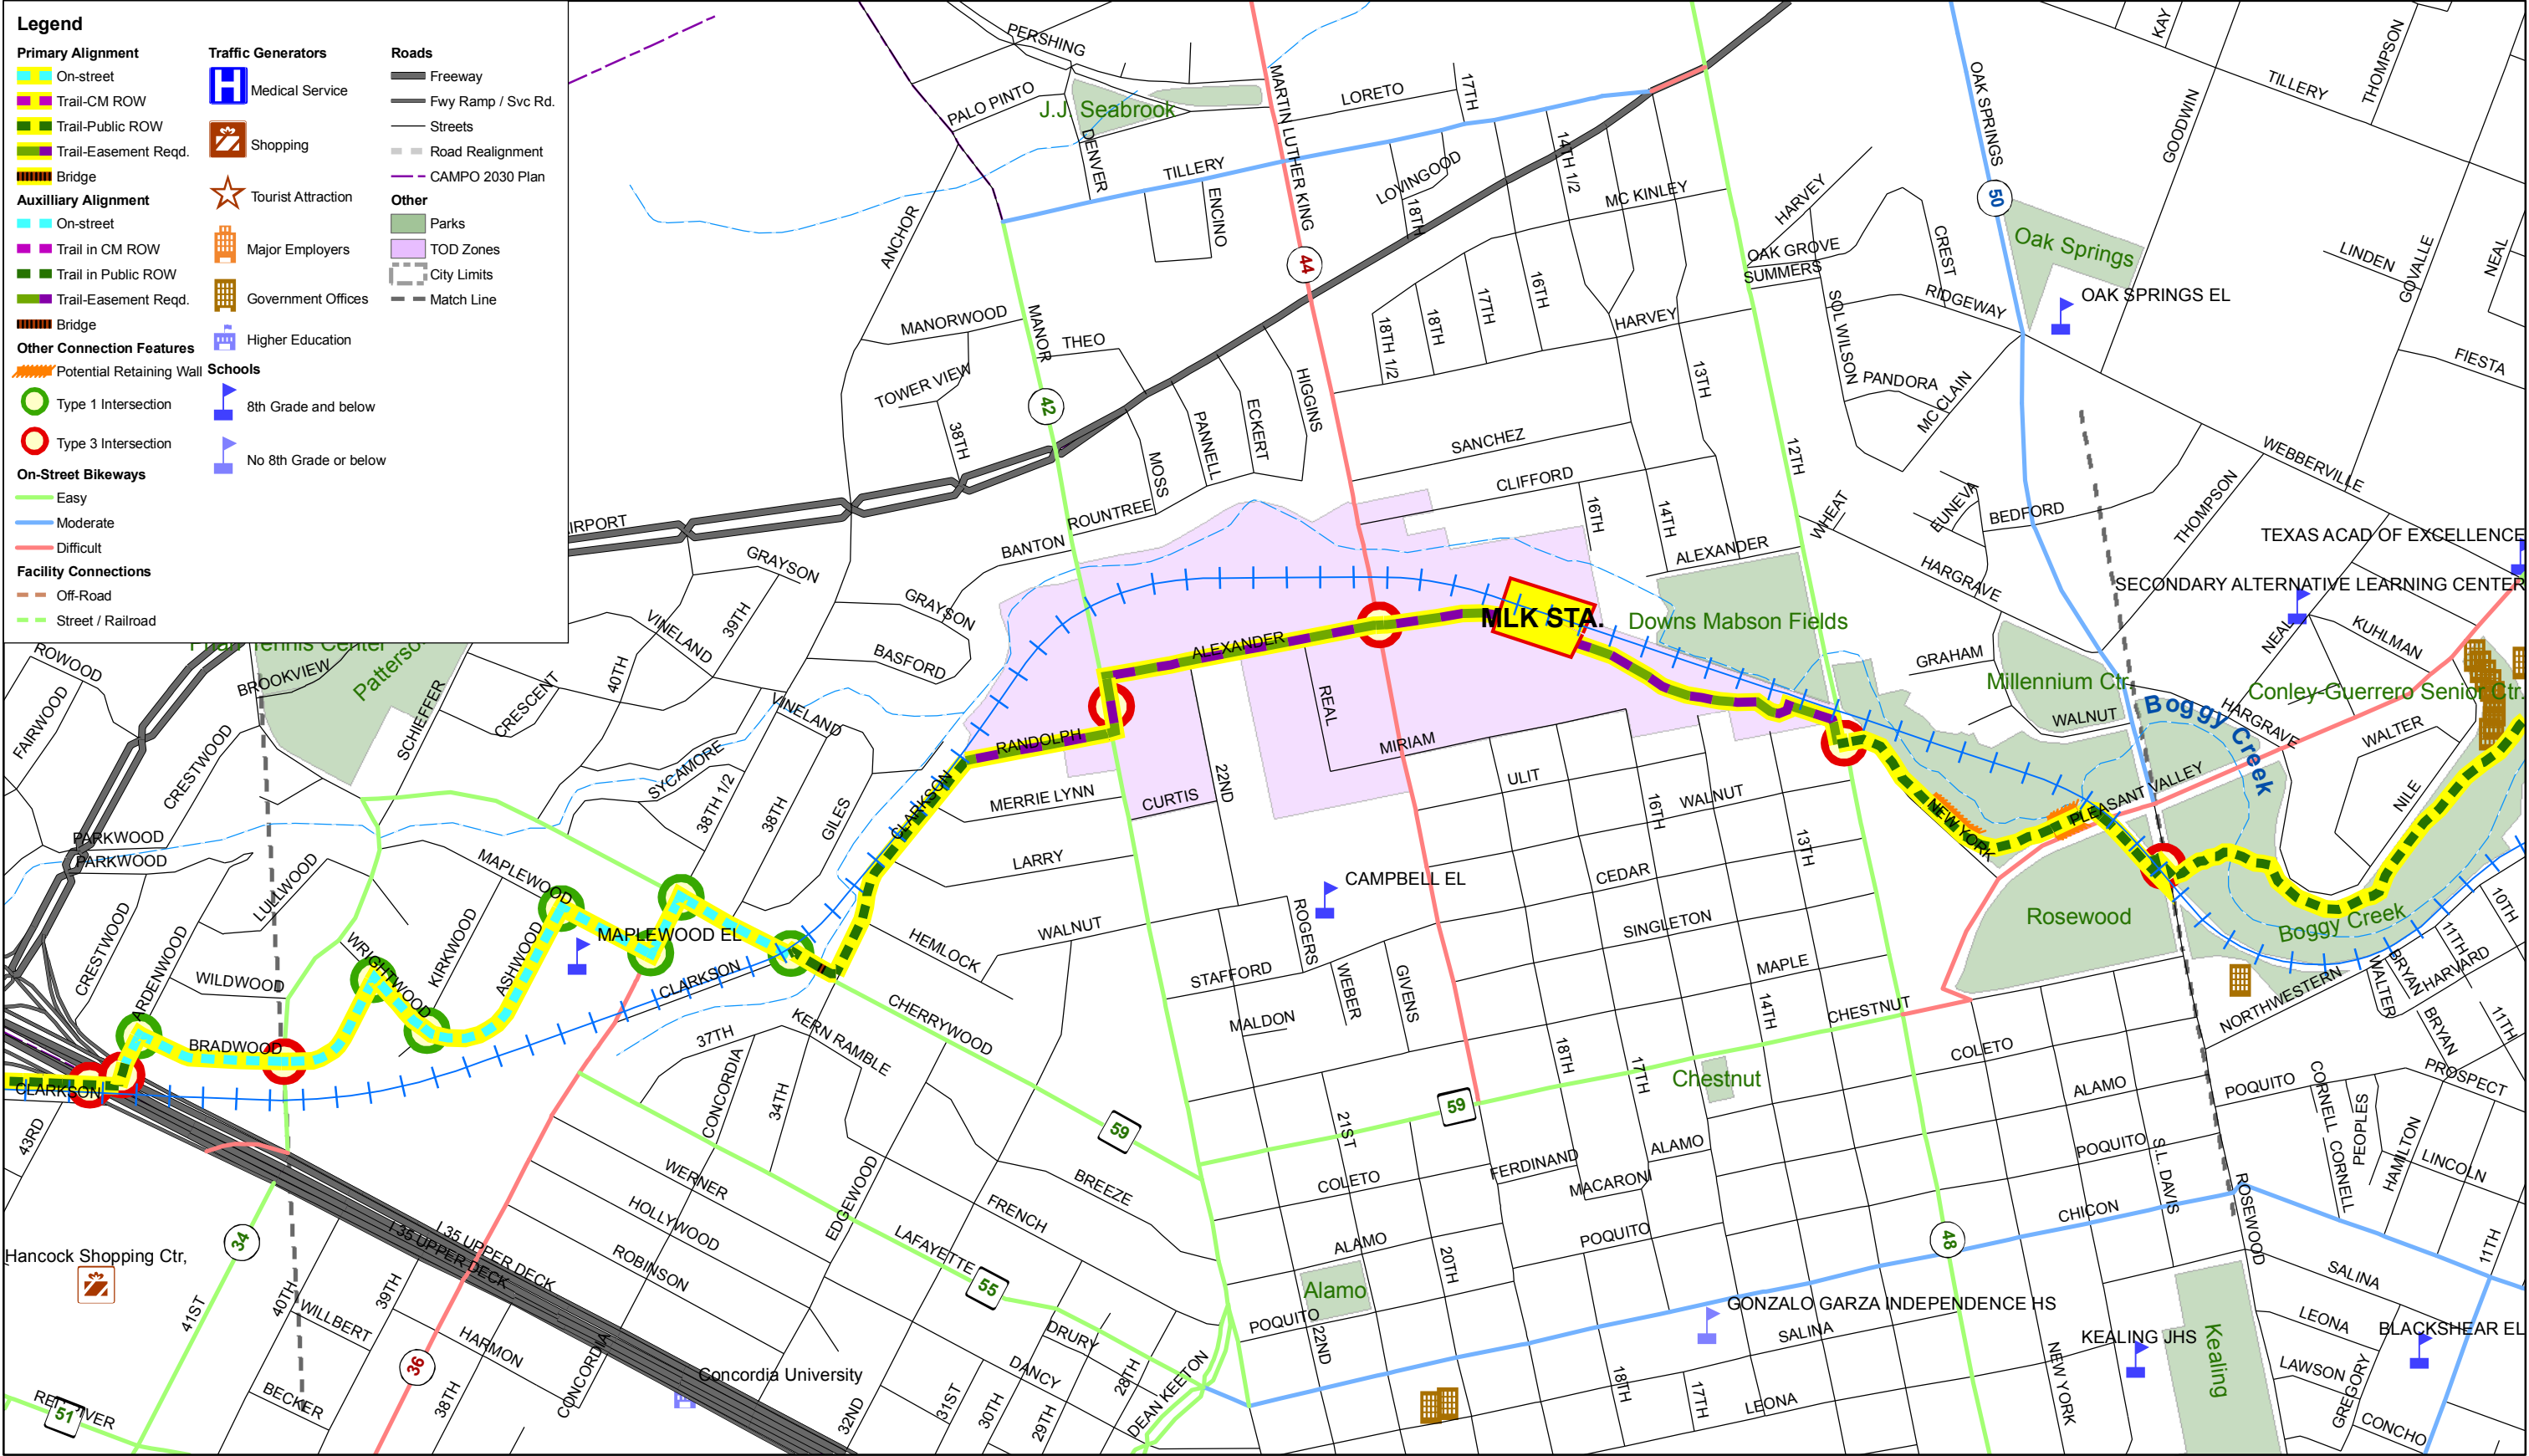 Legend
Primary Alignment
On-street
Trail-CM ROW
Trail-Public ROW
Trail-Easement Reqd.
Bridge
Auxilliary Alignment
On-street
Trail in CM ROW
Trail in Public ROW
Trail-Easement Reqd.
Bridge
Other Connection Features
Potential Retaining Wall
Type 1 Intersection
Type 3 Intersection
On-Street Bikeways
Easy
Moderate
Difficult
Facility Connections
Off-Road
Street / Railroad
Traffic Generators
Medical Service
Shopping
Tourist Attraction
Major Employers
Government Offices
Higher Education
Schools
8th Grade and below
No 8th Grade or below
Roads
Freeway
Fwy Ramp / Svc Rd.
Streets
Road Realignment
CAMPO 2030 Plan
Other
Parks
TOD Zones
City Limits
Match Line
PERSHING
PALO PINTO
J.J. Seabrook
DENVER
TILLERY
ENCINO
MARTIN LUTHER KING
LORETO
17TH
LOVINGOOD
18TH
14TH 1/2
MC KINLEY
44
OAK SPRINGS
50
KAY
TILLERY
THOMPSON
GOODWIN
HARVEY
OAK GROVE
SUMMERS
CREST
Oak Springs
OAK SPRINGS EL
RIDGEWAY
LINDEN
GOVALLE
NEAL
FIESTA
SOL WILSON
PANDORA
MC CLAIN
WEBBERVILLE
ANCHOR
MANORWOOD
MANOR
THEO
TOWER VIEW
38TH
42
MOSS
PANNELL
ECKERT
HIGGINS
18TH 1/2
18TH
17TH
16TH
HARVEY
13TH
SANCHEZ
CLIFFORD
16TH
14TH
12TH
ALEXANDER
WHEAT
EUNEVA
BEDFORD
THOMPSON
HARGRAVE
TEXAS ACAD OF EXCELLENCE
SECONDARY ALTERNATIVE LEARNING CENTER
NEAL
KUHLMAN
ROUNTREE
BANTON
IRPORT
GRAYSON
GRAYSON
39TH
VINELAND
BASFORD
40TH
VINELAND
BROOKVIEW
ROWOOD
FAIRWOOD
CRESTWOOD
SCHIEFFER
CRESCENT
SYCAMORE
38TH 1/2
38TH
GILES
ALEXANDER
MLK STA.
Downs Mabson Fields
REAL
RANDOLPH
MIRIAM
22ND
CURTIS
MERRIE LYNN
CLARKSON
LARRY
ULIT
WALNUT
16TH
13TH
CEDAR
CAMPBELL EL
GRAHAM
Millennium Ctr
WALNUT
Boggy Creek
HARGRAVE
Conley-Guerrero Senior Ctr.
WALTER
NILE
PLEASANT VALLEY
NEW YORK
Rosewood
Boggy Creek
PARKWOOD
PARKWOOD
LULLWOOD
MAPLEWOOD
MAPLEWOOD EL
CRESTWOOD
ARDENWOOD
WILDWOOD
WRIGHTWOOD
KIRKWOOD
ASHWOOD
BRADWOOD
CLARKSON
CLARKSON
HEMLOCK
WALNUT
CHERRYWOOD
KERN RAMBLE
37TH
CONCORDIA
34TH
STAFFORD
MALDON
ROGERS
WEBER
GIVENS
SINGLETON
MAPLE
14TH
CHESTNUT
18TH
17TH
Chestnut
COLETO
ALAMO
NORTHWESTERN
WALTER
BRYAN
HARVARD
11TH
10TH
BRYAN
11TH
PROSPECT
POQUITO
CORNELL
CORNELL
PEOPLES
HAMILTON
LINCOLN
43RD
59
59
21ST
COLETO
FERDINAND
MACARONI
ALAMO
POQUITO
POQUITO
S.L. DAVIS
ROSEWOOD
CHICON
48
WERNER
HOLLYWOOD
ROBINSON
EDGEWOOD
LAFAYETTE
55
FRENCH
BREEZE
I 35 UPPER DECK
I 35 UPPER DECK
Hancock Shopping Ctr,
34
41ST
40TH
WILLBERT
39TH
BECKER
36
HARMON
38TH
CONCORDIA
Concordia University
51
32ND
31ST
30TH
29TH
28TH
DRURY
DANCY
DEAN KEETON
ALAMO
Alamo
POQUITO
22ND
20TH
GONZALO GARZA INDEPENDENCE HS
SALINA
18TH
17TH
LEONA
NEW YORK
KEALING JHS
Kealing
SALINA
LEONA
LAWSON
GREGORY
CONCHO
BLACKSHEAR EL
11TH